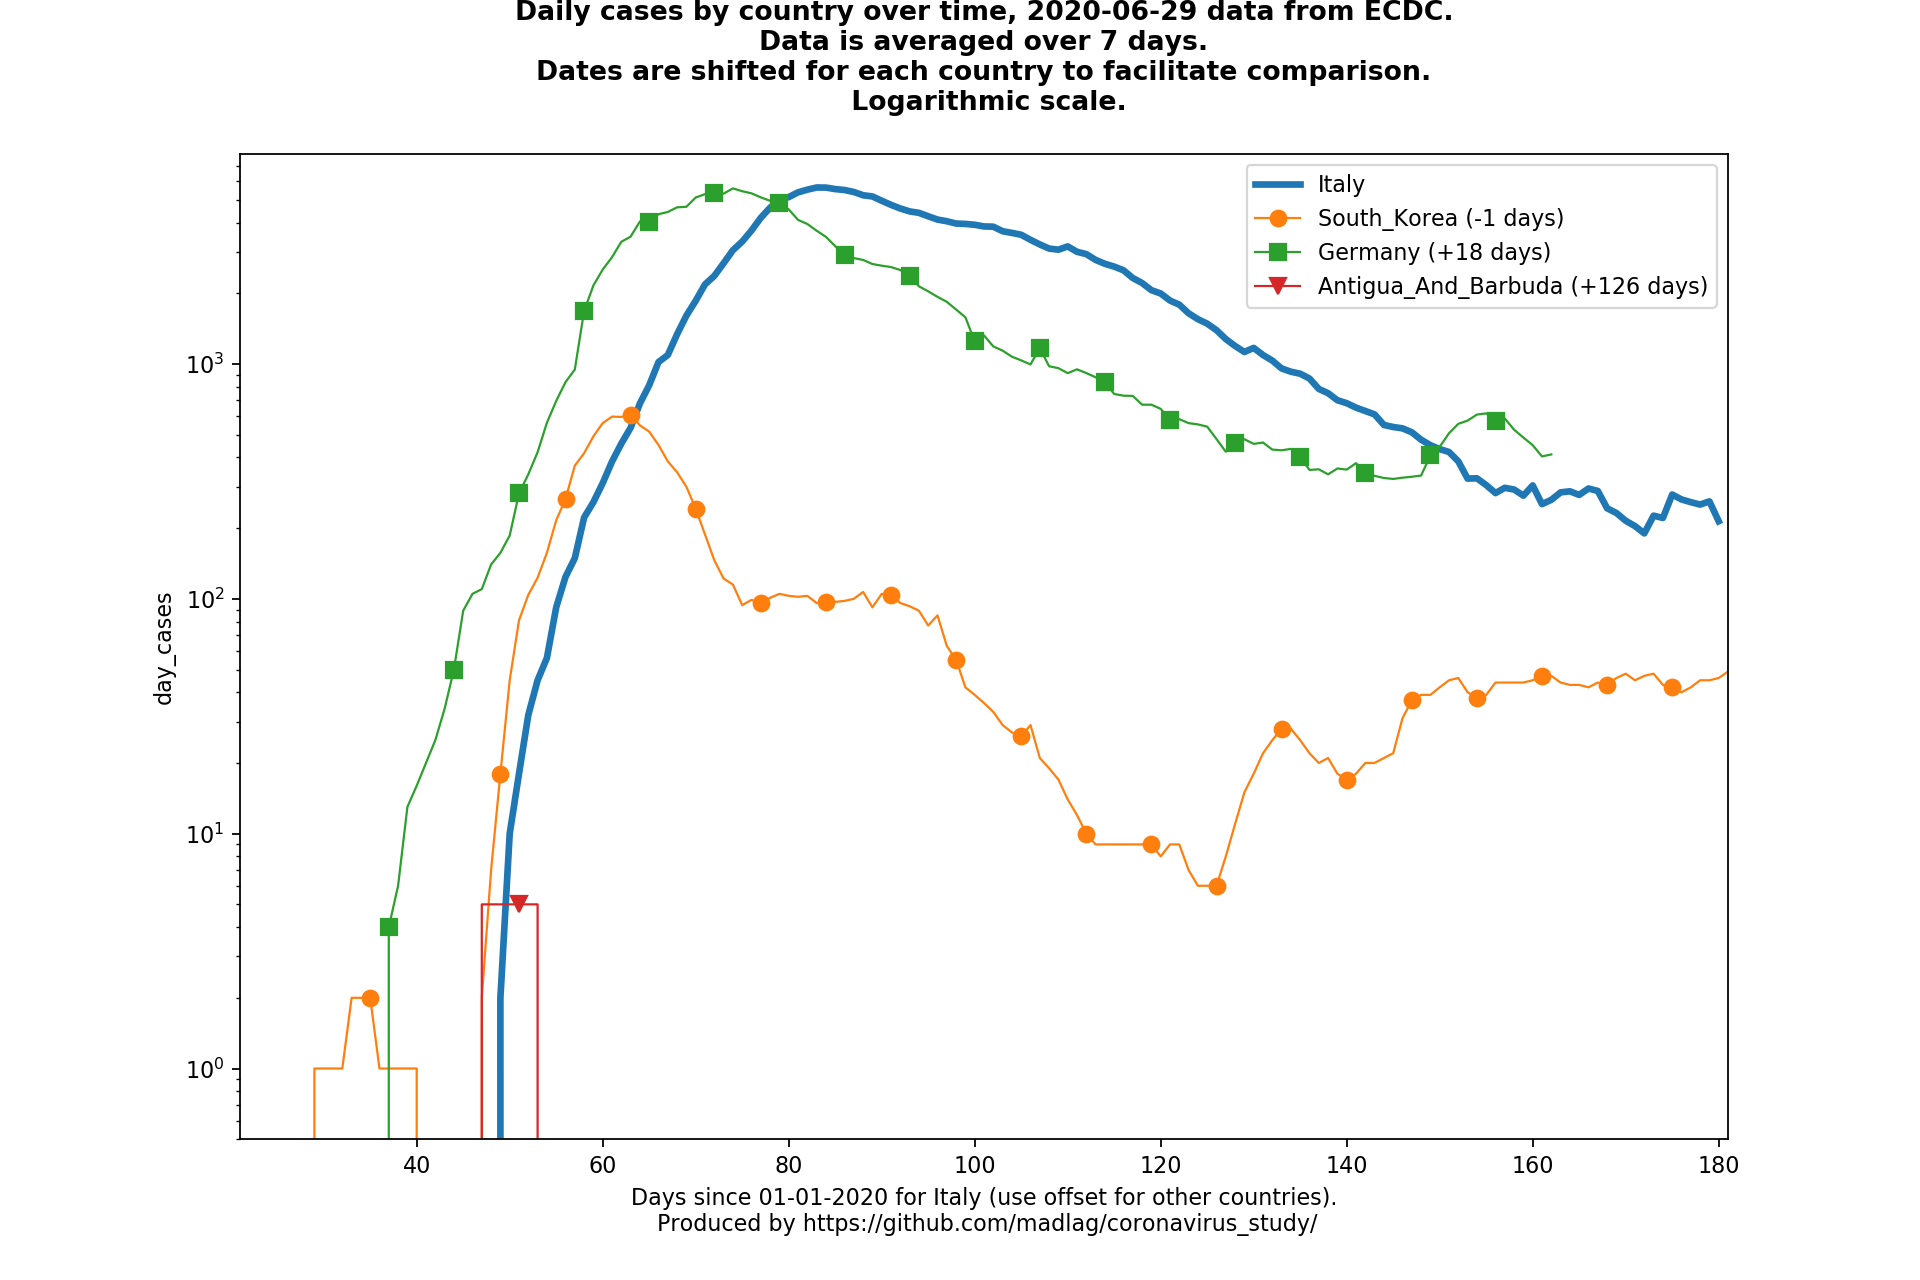 Daily cases by country over time, 2020-06-29 data from ECDC.
Data is averaged over 7 days.
Dates are shifted for each country to facilitate comparison.
Logarithmic scale.
Italy
South_Korea (-1 days)
Germany (+18 days)
Antigua_And_Barbuda (+126 days)
day_cases
10³
10²
10¹
10⁰
40 60 80 100 120 140 160 180
Days since 01-01-2020 for Italy (use offset for other countries).
Produced by https://github.com/madlag/coronavirus_study/